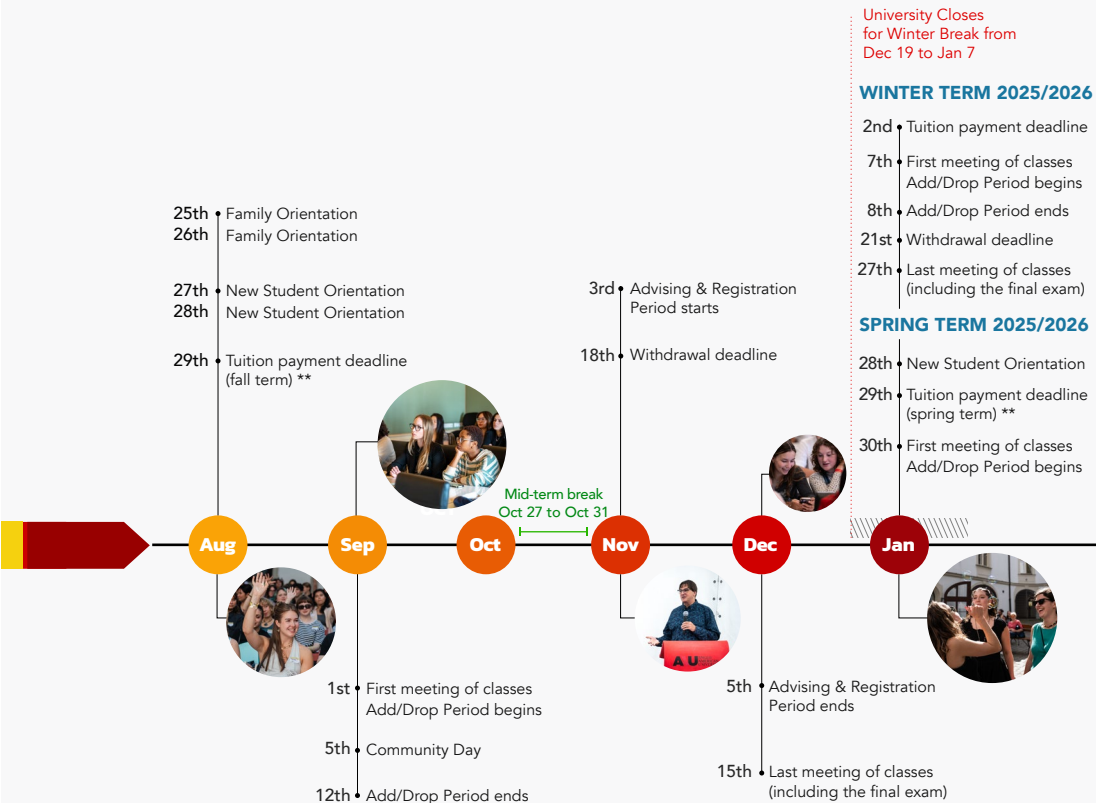 University Closes
for Winter Break from
Dec 19 to Jan 7
WINTER TERM 2025/2026
2nd Tuition payment deadline
7th First meeting of classes
Add/Drop Period begins
8th Add/Drop Period ends
21st Withdrawal deadline
27th Last meeting of classes
(including the final exam)
SPRING TERM 2025/2026
28th New Student Orientation
29th Tuition payment deadline
(spring term) **
30th First meeting of classes
Add/Drop Period begins
25th Family Orientation
26th Family Orientation
27th New Student Orientation
28th New Student Orientation
29th Tuition payment deadline
(fall term) **
3rd Advising & Registration
Period starts
18th Withdrawal deadline
Mid-term break
Oct 27 to Oct 31
Aug
Sep
Oct
Nov
Dec
Jan
A U
1st First meeting of classes
Add/Drop Period begins
5th Community Day
12th Add/Drop Period ends
5th Advising & Registration
Period ends
15th Last meeting of classes
(including the final exam)